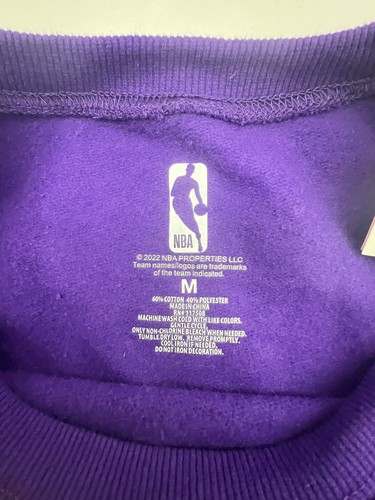 NBA
© 2022 NBA PROPERTIES LLC
Team names/logos are trademarks
of the team indicated.
M
60% COTTON 40% POLYESTER
MADE IN CHINA
RN# 117508
MACHINE WASH COLD WITH LIKE COLORS.
GENTLE CYCLE.
ONLY NON-CHLORINE BLEACH WHEN NEEDED.
TUMBLE DRY LOW. REMOVE PROMPTLY.
COOL IRON IF NEEDED.
DO NOT IRON DECORATION.